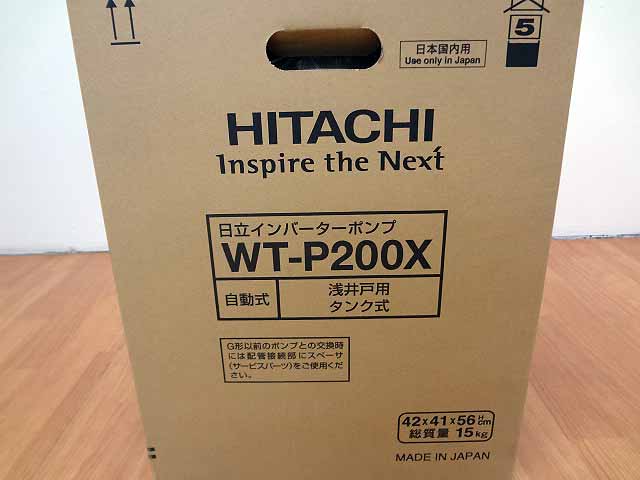 日本国内用
Use only in Japan
5
HITACHI
Inspire the Next
日立インバーターポンプ
WT-P200X
自動式
浅井戸用
タンク式
G形以前のポンプとの交換時
には配管接続部にスペーサ
(サービスパーツ)をご使用くだ
さい。
42x41x56Hcm
総質量 15kg
MADE IN JAPAN